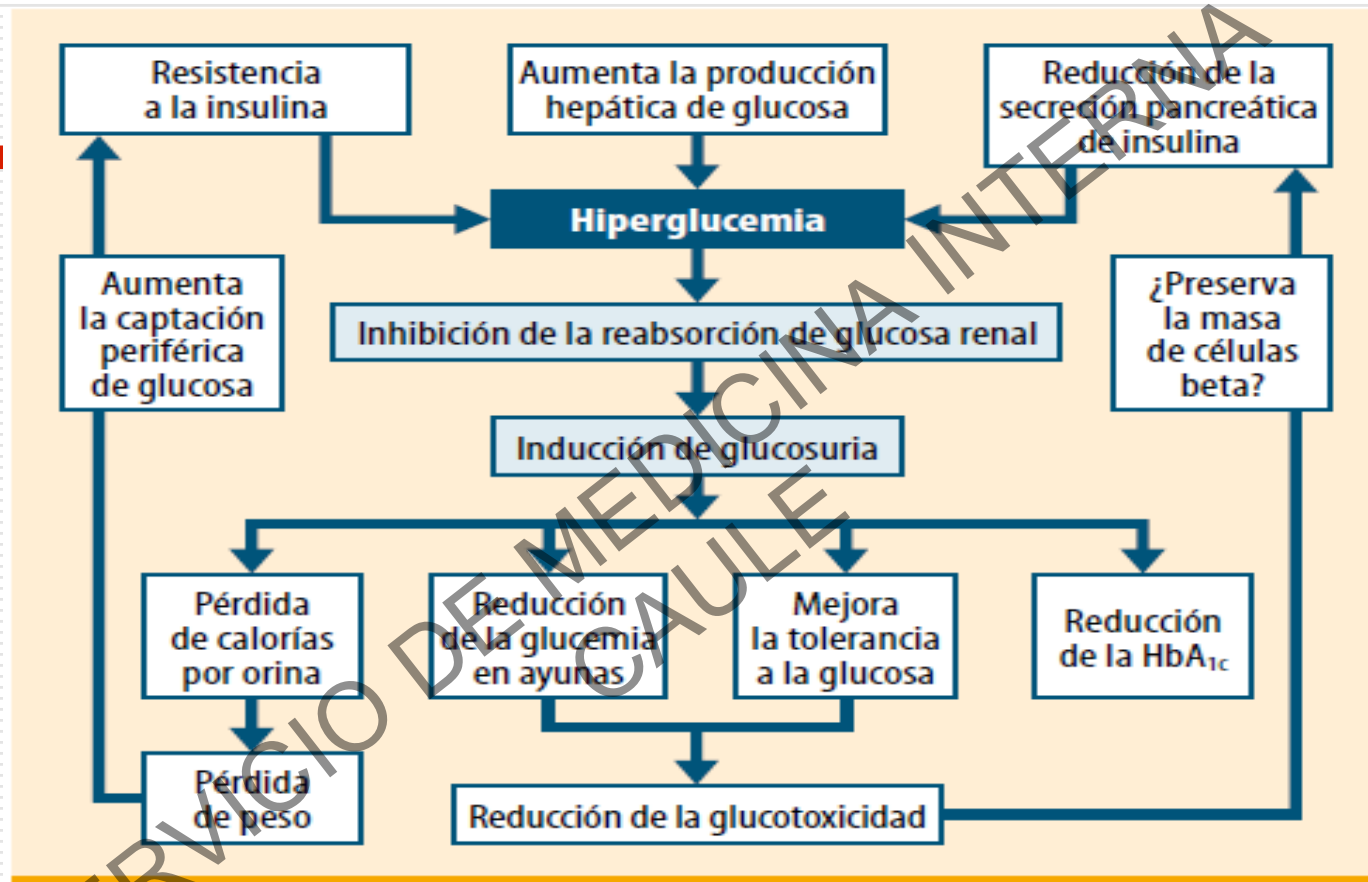 Resistencia
a la insulina
Aumenta la producción
hepática de glucosa
Reducción de la
secreción pancreática
de insulina
Hiperglucemia
Aumenta
la captación
periférica
de glucosa
¿Preserva
la masa
de células
beta?
Inhibición de la reabsorción de glucosa renal
Inducción de glucosuria
Pérdida
de calorías
por orina
Reducción
de la glucemia
en ayunas
Mejora
la tolerancia
a la glucosa
Reducción
de la HbA1c
Pérdida
de peso
Reducción de la glucotoxicidad
DE MEDICINA INTERNA
CAULE